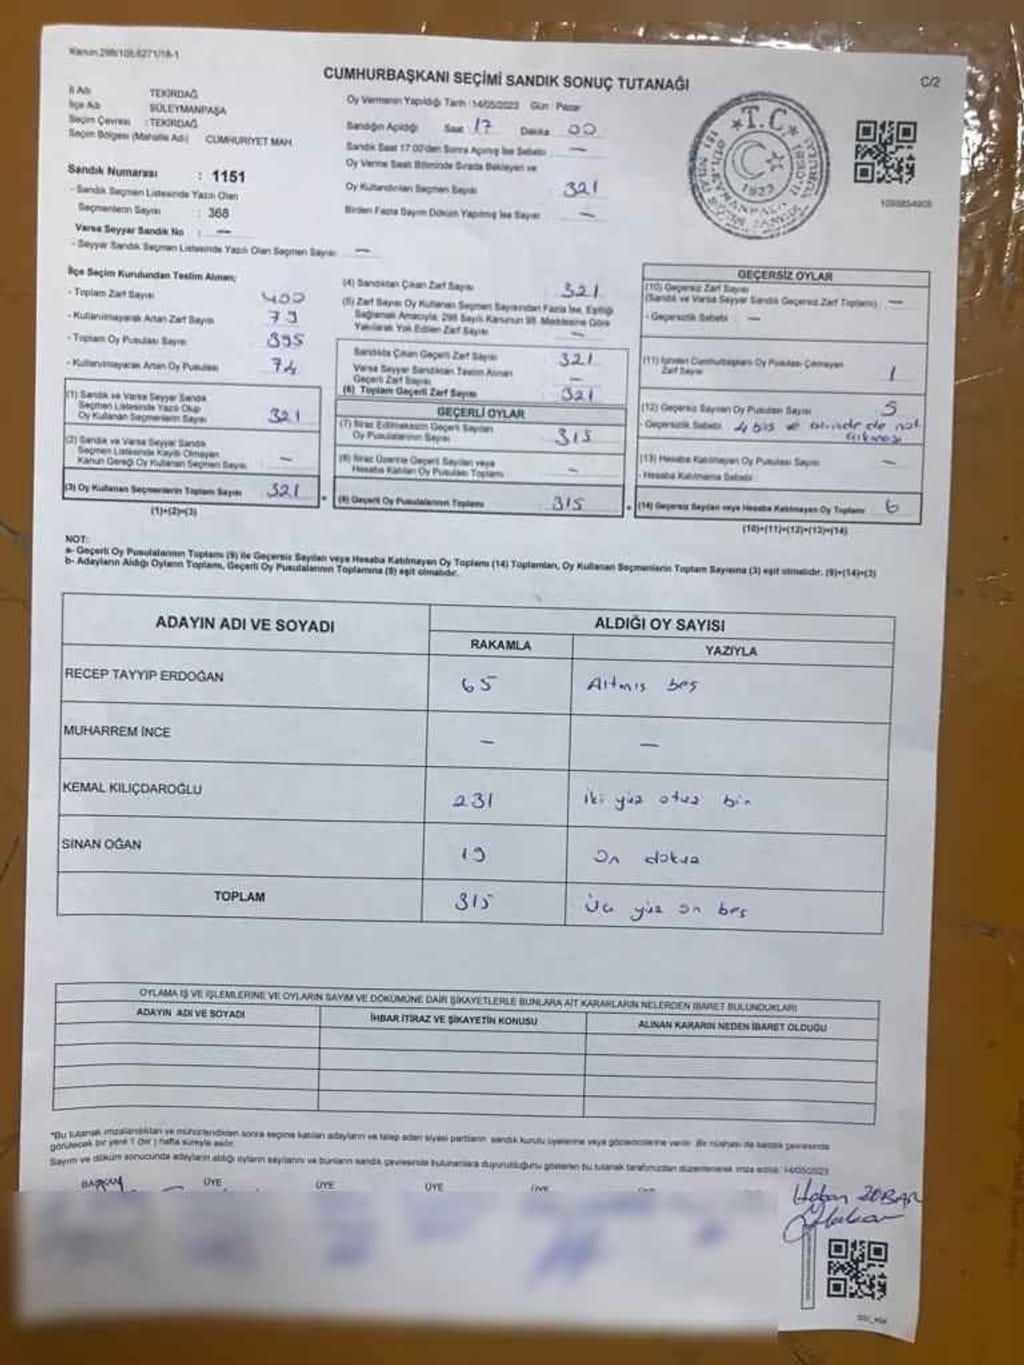 Kanun.298/105,6271/18-1
CUMHURBAŞKANI SEÇİMİ SANDIK SONUÇ TUTANAĞI
C/2
İl Adı TEKİRDAĞ
İlçe Adı SÜLEYMANPAŞA
Seçim Çevresi : TEKİRDAĞ
Seçim Bölgesi (Mahalle Adı) CUMHURİYET MAH
Sandık Numarası : 1151
- Sandık Seçmen Listesinde Yazılı Olan
Seçmenlerin Sayısı : 368
Varsa Seyyar Sandık No : —
- Seyyar Sandık Seçmen Listesinde Yazılı Olan Seçmen Sayısı —
Oy Vermenin Yapıldığı Tarih : 14/05/2023 Gün : Pazar
Sandığın Açıldığı Saat 17 Dakika 00
Sandık Saat 17:00'den Sonra Açılmış İse Sebebi : —
Oy Verme Saati Bitiminde Sırada Bekleyen ve
Oy Kullandırılan Seçmen Sayısı 321
Birden Fazla Sayım Döküm Yapılmış İse Sayısı —
T.C
1923
1093854905
İlçe Seçim Kurulundan Teslim Alınan;
- Toplam Zarf Sayısı 400
- Kullanılmayarak Artan Zarf Sayısı 79
- Toplam Oy Pusulası Sayısı 395
- Kullanılmayarak Artan Oy Pusulası 74
(1) Sandık ve Varsa Seyyar Sandık
Seçmen Listesinde Yazılı Olup
Oy Kullanan Seçmenlerin Sayısı 321
(2) Sandık ve Varsa Seyyar Sandık
Seçmen Listesinde Kayıtlı Olmayan
Kanun Gereği Oy Kullanan Seçmen Sayısı —
(3) Oy Kullanan Seçmenlerin Toplam Sayısı 321
(1)+(2)=(3)
(4) Sandıktan Çıkan Zarf Sayısı 321
(5) Zarf Sayısı Oy Kullanan Seçmen Sayısından Fazla İse, Eşitliği
Sağlamak Amacıyla, 298 Sayılı Kanunun 98. Maddesine Göre
Yakılarak Yok Edilen Zarf Sayısı —
Sandıkta Çıkan Geçerli Zarf Sayısı 321
Varsa Seyyar Sandıktan Teslim Alınan
Geçerli Zarf Sayısı —
(6) Toplam Geçerli Zarf Sayısı 321
GEÇERLİ OYLAR
(7) İtiraz Edilmeksizin Geçerli Sayılan
Oy Pusulalarının Sayısı 315
(8) İtiraz Üzerine Geçerli Sayılan veya
Hesaba Katılan Oy Pusulası Toplamı —
(9) Geçerli Oy Pusulalarının Toplamı 315
GEÇERSİZ OYLAR
(10) Geçersiz Zarf Sayısı
(Sandık ve Varsa Seyyar Sandık Geçersiz Zarf Toplamı) —
- Geçersizlik Sebebi : —
(11) İçinden Cumhurbaşkanı Oy Pusulası Çıkmayan
Zarf Sayısı 1
(12) Geçersiz Sayılan Oy Pusulası Sayısı 5
- Geçersizlik Sebebi 4 boş ve birinde de not
(13) Hesaba Katılmayan Oy Pusulası Sayısı —
- Hesaba Katılmama Sebebi
(14) Geçersiz Sayılan veya Hesaba Katılmayan Oy Toplamı 6
(10)+(11)+(12)+(13)=(14)
NOT:
a- Geçerli Oy Pusulalarının Toplamı (9) ile Geçersiz Sayılan veya Hesaba Katılmayan Oy Toplamı (14) Toplamları, Oy Kullanan Seçmenlerin Toplam Sayısına (3) eşit olmalıdır. (9)+(14)=(3)
b- Adayların Aldığı Oyların Toplamı, Geçerli Oy Pusulalarının Toplamına (9) eşit olmalıdır.
ADAYIN ADI VE SOYADI ALDIĞI OY SAYISI
RAKAMLA YAZIYLA
RECEP TAYYİP ERDOĞAN 65 Altmış beş
MUHARREM İNCE — —
KEMAL KILIÇDAROĞLU 231 iki yüz otuz bir
SİNAN OĞAN 19 On dokuz
TOPLAM 315 Üç yüz on beş
OYLAMA İŞ VE İŞLEMLERİNE VE OYLARIN SAYIM VE DÖKÜMÜNE DAİR ŞİKAYETLERLE BUNLARA AİT KARARLARIN NELERDEN İBARET BULUNDUKLARI
ADAYIN ADI VE SOYADI İHBAR İTİRAZ VE ŞİKAYETİN KONUSU ALINAN KARARIN NEDEN İBARET OLDUĞU
*Bu tutanak imzalandıktan ve mühürlendikten sonra seçime katılan adayların ve talep eden siyasi partilerin sandık kurulu üyelerine veya gözlemcilerine verilir. Bir nüshası da sandık çevresinde
görülecek bir yere 1 (bir) hafta süreyle asılır.
Sayım ve döküm sonucunda adayların aldığı oyların sayılarını ve bunların sandık çevresinde bulunanlara duyurulduğunu gösteren bu tutanak tarafımızdan düzenlenerek imza edildi. 14/05/2023
BAŞKAN ÜYE ÜYE ÜYE ÜYE